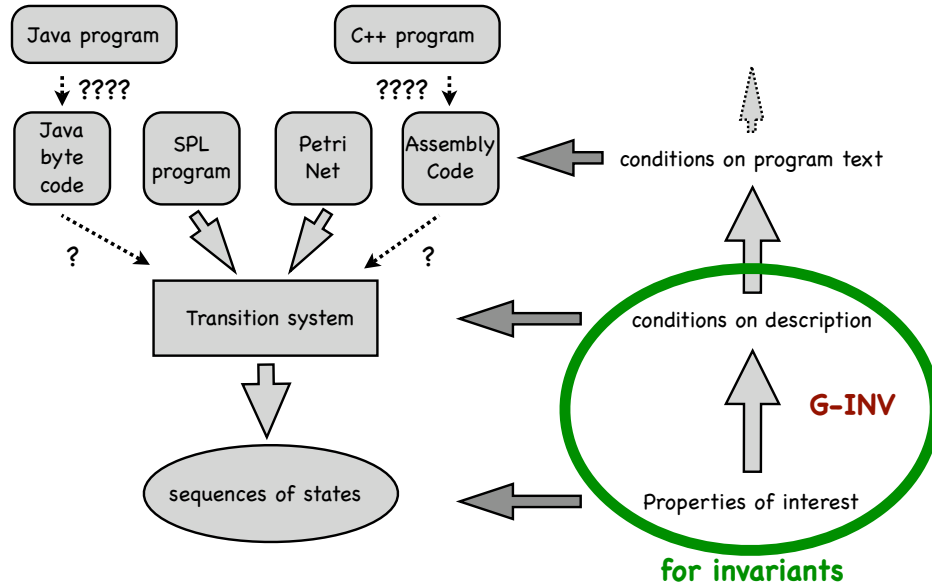 Java program
C++ program
????
????
Java
byte
code
SPL
program
Petri
Net
Assembly
Code
conditions on program text
?
?
Transition system
conditions on description
G-INV
sequences of states
Properties of interest
for invariants